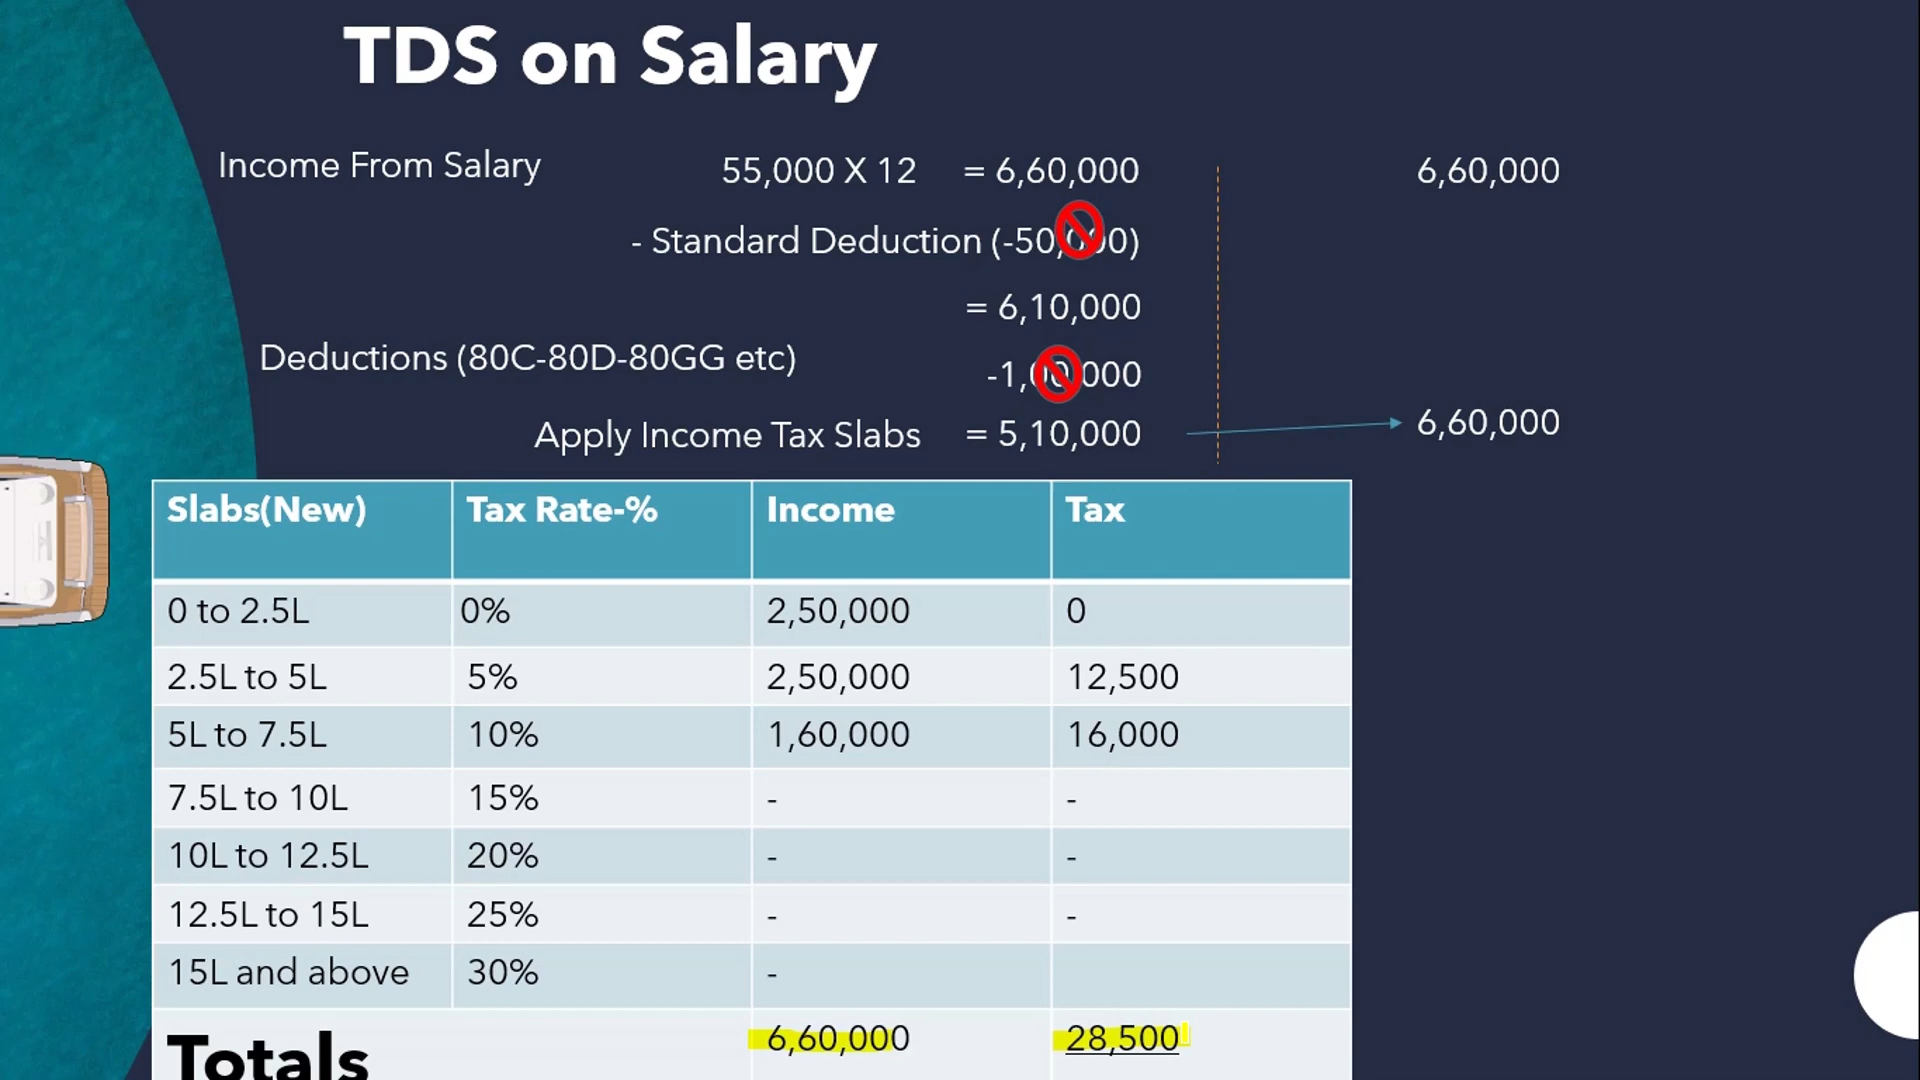 TDS on Salary
Income From Salary 55,000 X 12 = 6,60,000 6,60,000
- Standard Deduction (-50,000)
= 6,10,000
Deductions (80C-80D-80GG etc) -1,00,000
Apply Income Tax Slabs = 5,10,000 6,60,000
Slabs(New) Tax Rate-% Income Tax
0 to 2.5L 0% 2,50,000 0
2.5L to 5L 5% 2,50,000 12,500
5L to 7.5L 10% 1,60,000 16,000
7.5L to 10L 15% - -
10L to 12.5L 20% - -
12.5L to 15L 25% - -
15L and above 30% -
Totals 6,60,000 28,500